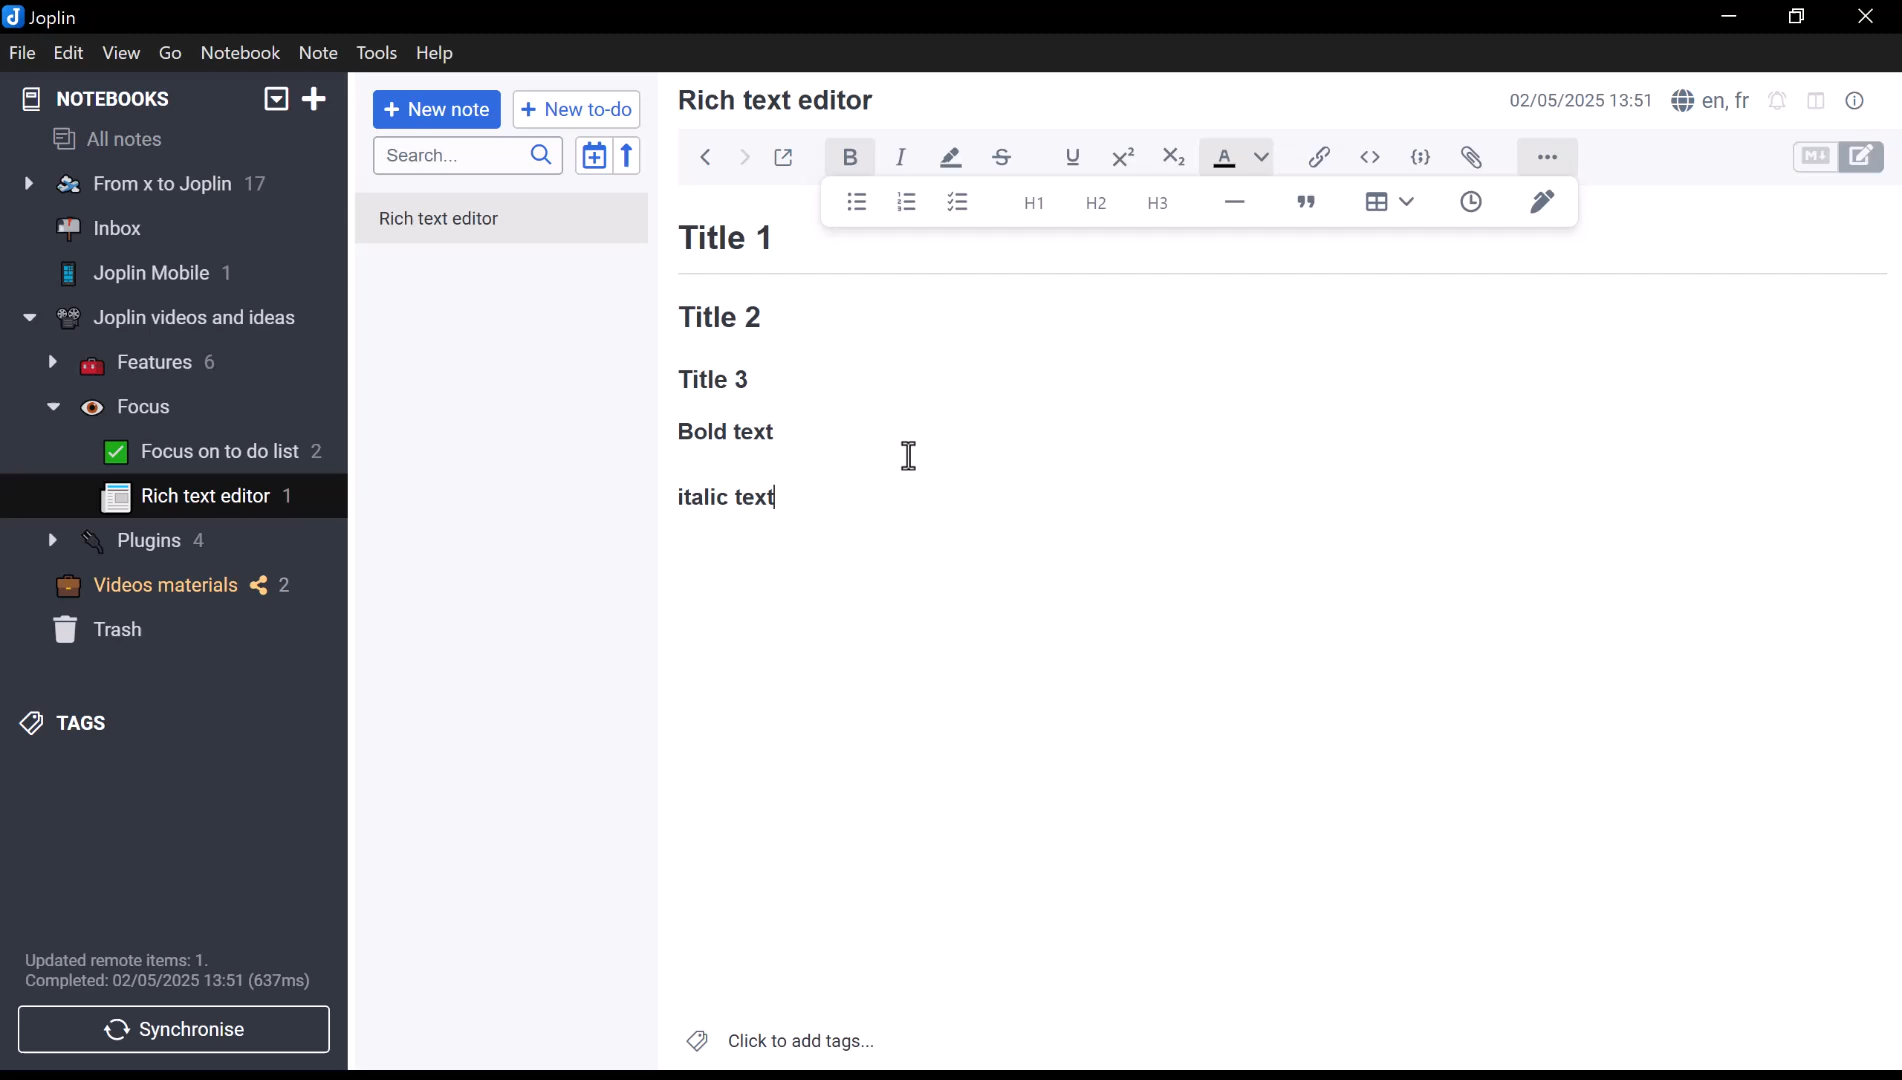 Joplin
File Edit View Go Notebook Note Tools Help
NOTEBOOKS
All notes
From x to Joplin 17
Inbox
Joplin Mobile 1
Joplin videos and ideas
Features 6
Focus
Focus on to do list 2
Rich text editor 1
Plugins 4
Videos materials 2
Trash
TAGS
Updated remote items: 1.
Completed: 02/05/2025 13:51 (637ms)
Synchronise
+ New note + New to-do
Search...
Rich text editor
Rich text editor 02/05/2025 13:51 en, fr
B I S U X² X₂ A M↓
H1 H2 H3
Title 1
Title 2
Title 3
Bold text
italic text
Click to add tags...